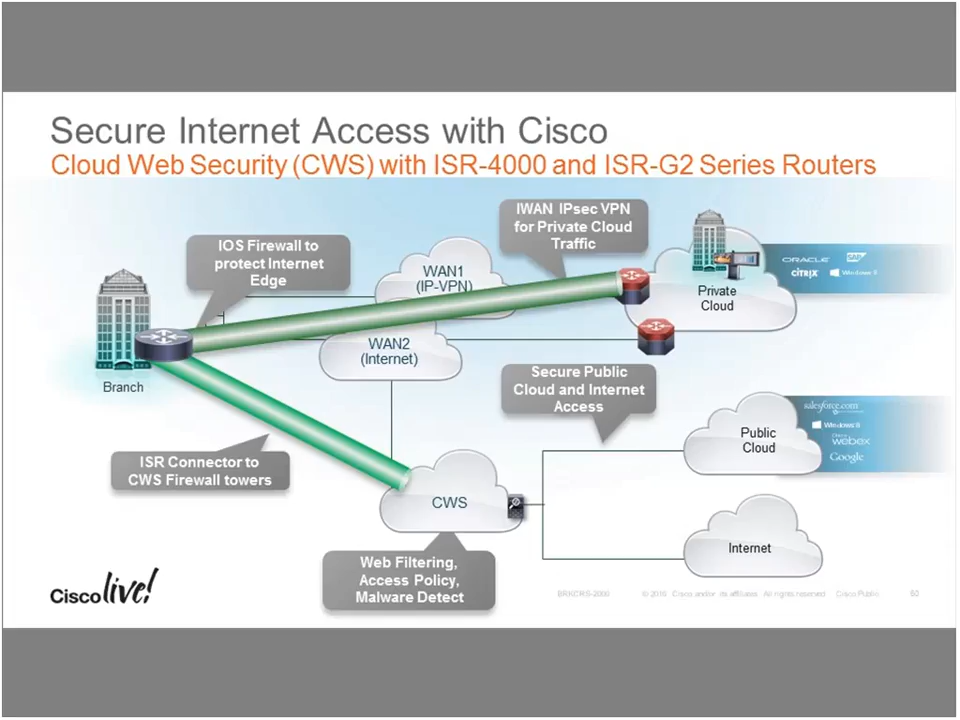 Secure Internet Access with Cisco
Cloud Web Security (CWS) with ISR-4000 and ISR-G2 Series Routers
IWAN IPsec VPN
for Private Cloud
Traffic
IOS Firewall to
protect Internet
Edge
WAN1
(IP-VPN)
ORACLE
SAP
CITRIX
Windows 8
Private
Cloud
WAN2
(Internet)
Branch
Secure Public
Cloud and Internet
Access
salesforce.com
Windows 8
Public
Cloud
webex
Google
ISR Connector to
CWS Firewall towers
CWS
Internet
Web Filtering,
Access Policy,
Malware Detect
Cisco live!
BRKCRS-2000
Cisco and/or its affiliates. All rights reserved.
Cisco Public
60